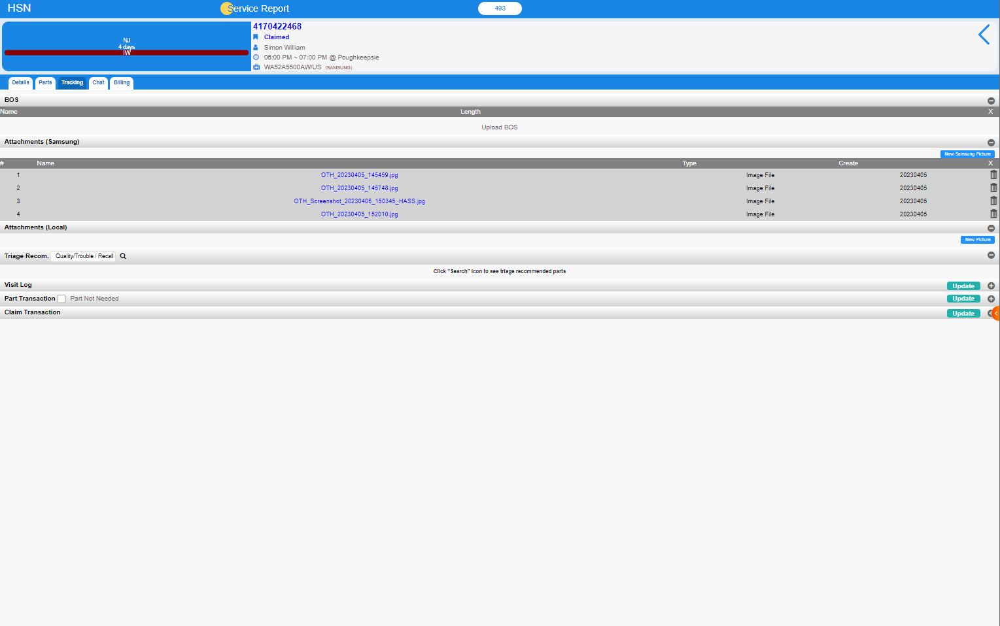 HSN Service Report 493
NJ
4 days
IW
4170422468
Claimed
Simon William
06:00 PM ~ 07:00 PM @ Poughkeepsie
WA52A5500AW/US (SAMSUNG)
Details Parts Tracking Chat Billing
BOS
Name Length X
Upload BOS
Attachments (Samsung)
New Samsung Picture
# Name Type Create X
1 OTH_20230405_145459.jpg Image File 20230405
2 OTH_20230405_145748.jpg Image File 20230405
3 OTH_Screenshot_20230405_150345_HASS.jpg Image File 20230405
4 OTH_20230405_152010.jpg Image File 20230405
Attachments (Local)
New Picture
Triage Recom. Quality/Trouble / Recall
Click "Search" icon to see triage recommended parts
Visit Log Update
Part Transaction Part Not Needed Update
Claim Transaction Update